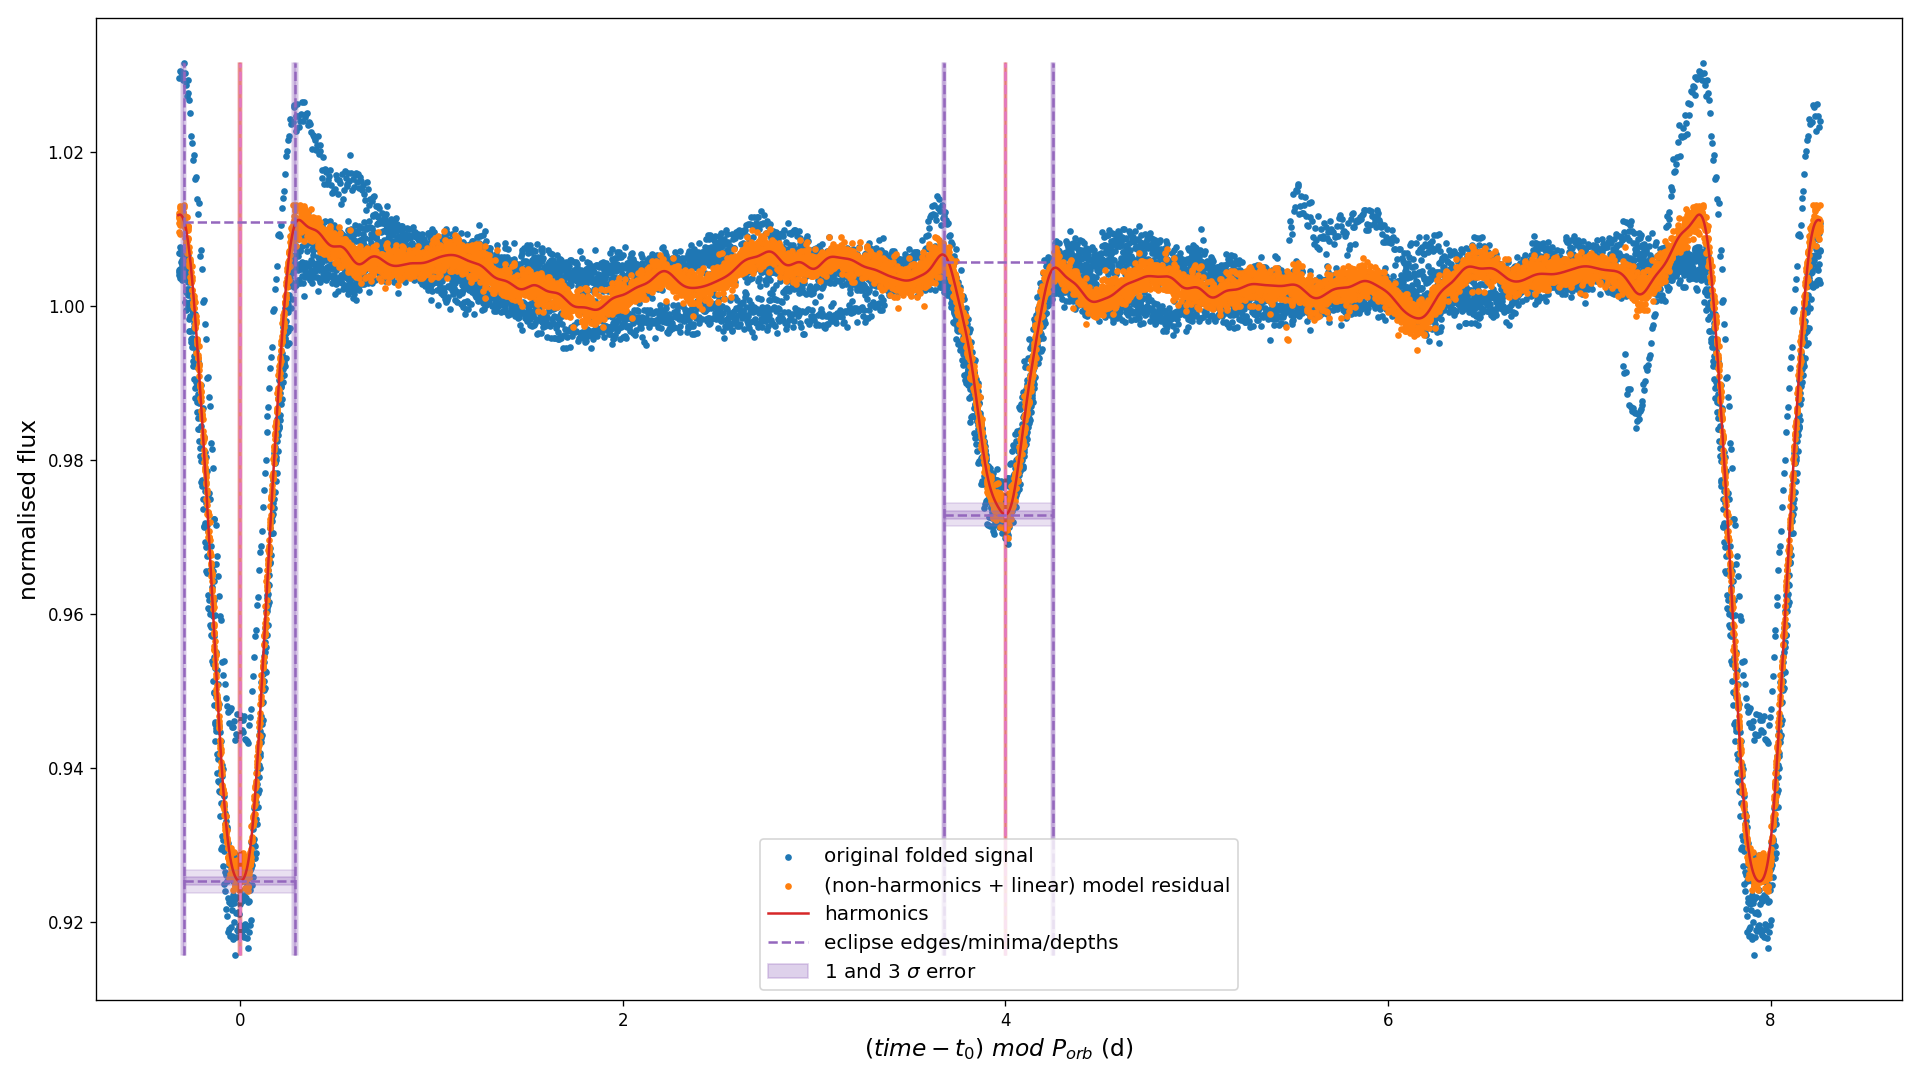 normalised flux
1.02
1.00
0.98
0.96
0.94
0.92
original folded signal
(non-harmonics + linear) model residual
harmonics
eclipse edges/minima/depths
1 and 3 σ error
0 2 4 6 8
(time − t₀) mod P_orb (d)